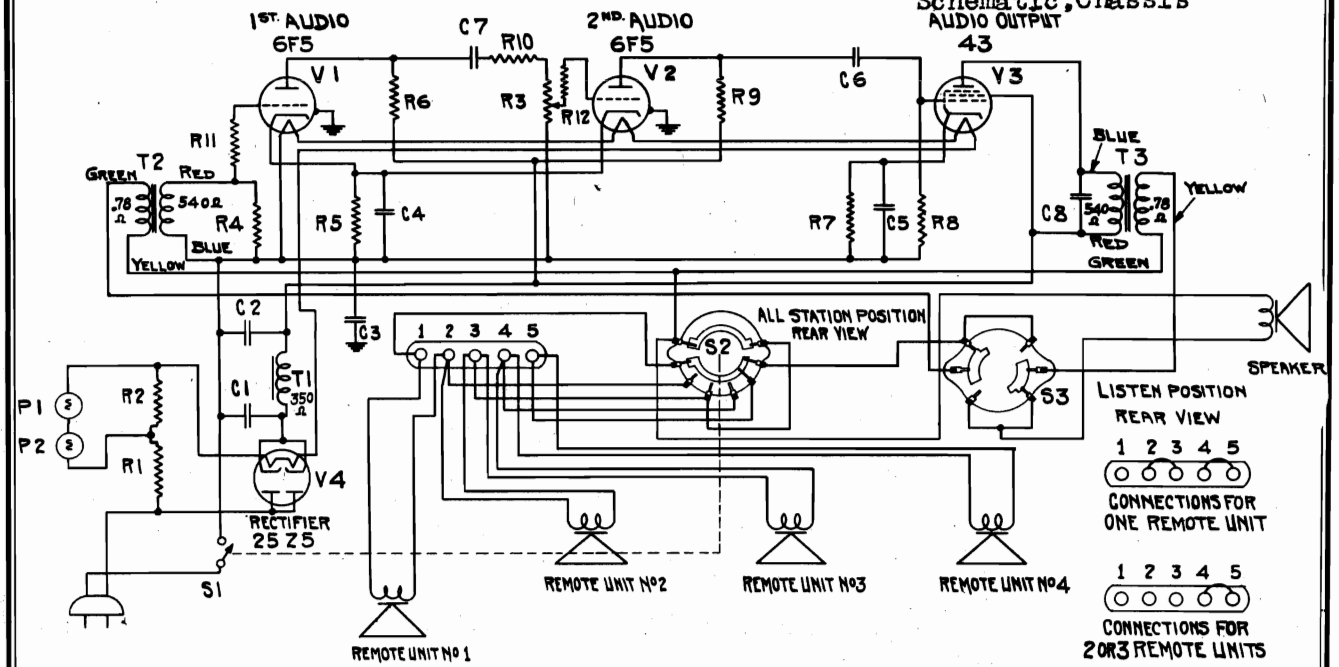 Schematic, Chassis
1ST. AUDIO
6F5
2ND. AUDIO
6F5
AUDIO OUTPUT
43
V1
C7
R10
V2
C6
V3
R6
R3
R12
R9
R11
T2
GREEN
RED
.78
Ω
540Ω
R4
BLUE
YELLOW
R5
C4
R7
C5
R8
BLUE
T3
YELLOW
C8
540
Ω
.78
Ω
RED
GREEN
C2
C3
1 2 3 4 5
S2
ALL STATION POSITION
REAR VIEW
SPEAKER
P1
P2
R2
R1
C1
T1
350
Ω
V4
RECTIFIER
25Z5
S1
S3
LISTEN POSITION
REAR VIEW
1 2 3 4 5
CONNECTIONS FOR
ONE REMOTE UNIT
1 2 3 4 5
CONNECTIONS FOR
2 OR 3 REMOTE UNITS
REMOTE UNIT Nº 1
REMOTE UNIT Nº2
REMOTE UNIT Nº3
REMOTE UNIT Nº4